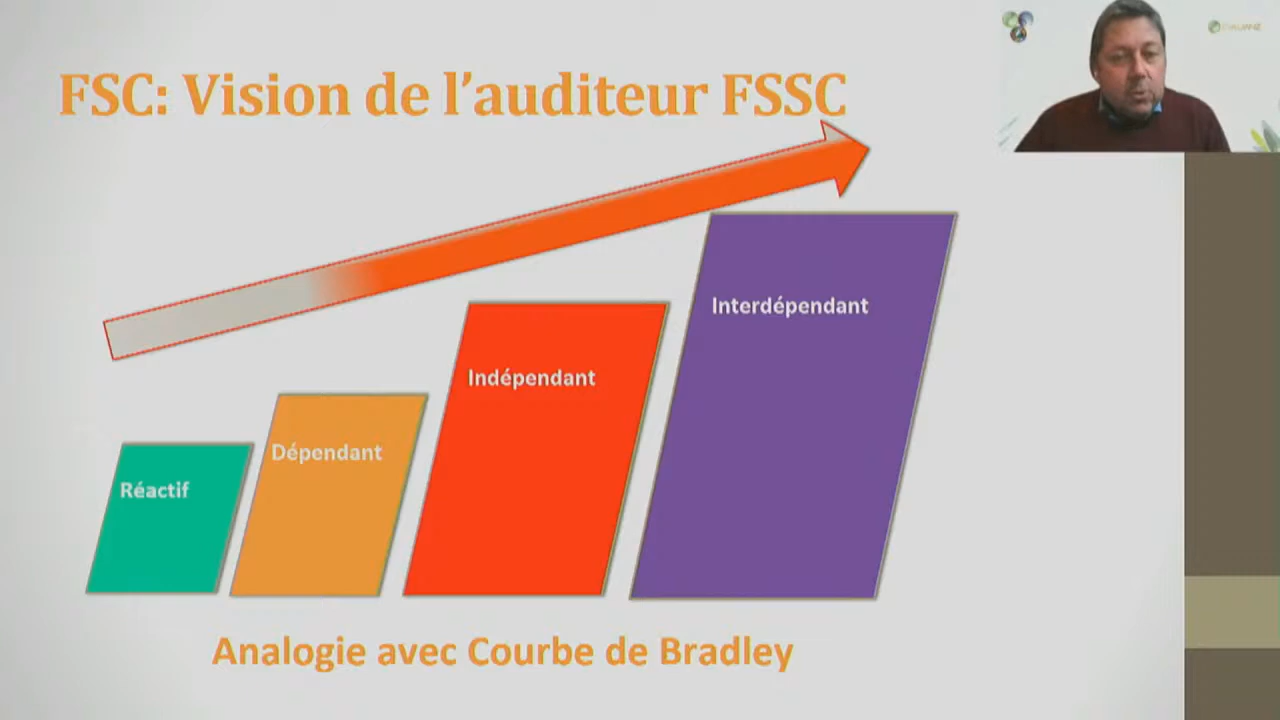 FSC: Vision de l’auditeur FSSC
Interdépendant
Indépendant
Dépendant
Réactif
Analogie avec Courbe de Bradley